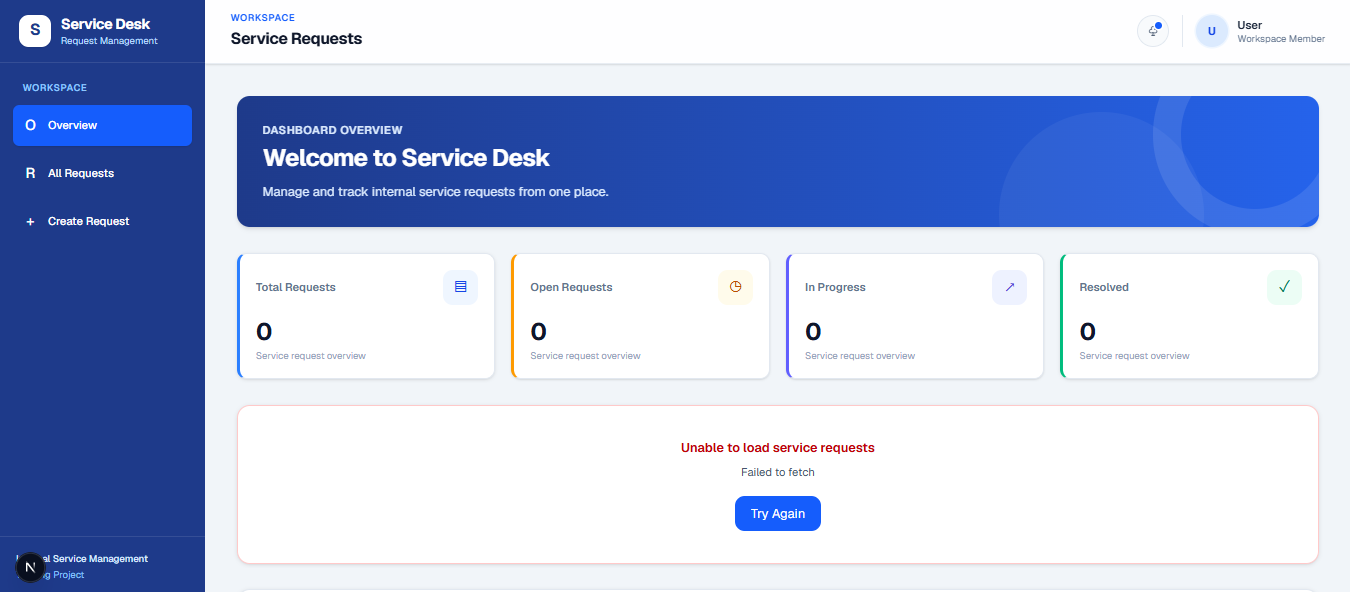 S
Service Desk
Request Management
WORKSPACE
O Overview
R All Requests
+ Create Request
al Service Management
g Project
N
WORKSPACE
Service Requests
U
User
Workspace Member
DASHBOARD OVERVIEW
Welcome to Service Desk
Manage and track internal service requests from one place.
Total Requests
0
Service request overview
Open Requests
0
Service request overview
In Progress
0
Service request overview
Resolved
0
Service request overview
Unable to load service requests
Failed to fetch
Try Again